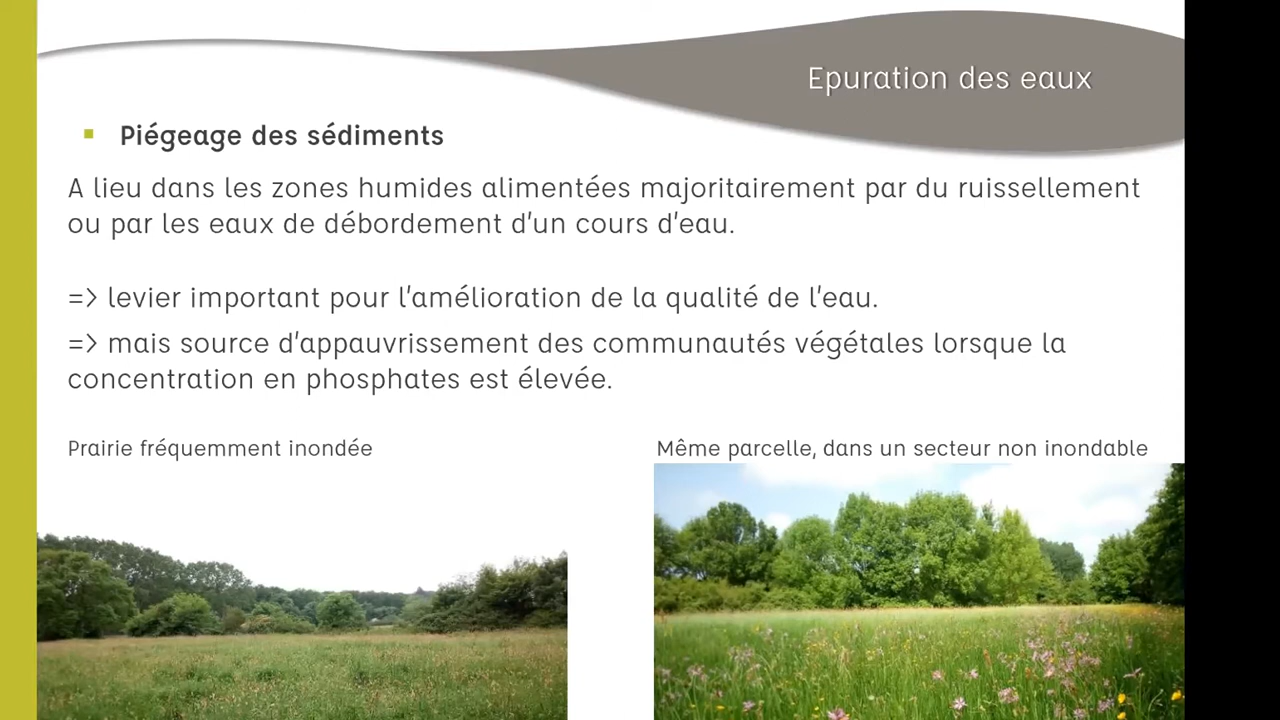 Epuration des eaux
Piégeage des sédiments
A lieu dans les zones humides alimentées majoritairement par du ruissellement
ou par les eaux de débordement d'un cours d'eau.
=> levier important pour l'amélioration de la qualité de l'eau.
=> mais source d'appauvrissement des communautés végétales lorsque la
concentration en phosphates est élevée.
Prairie fréquemment inondée
Même parcelle, dans un secteur non inondable